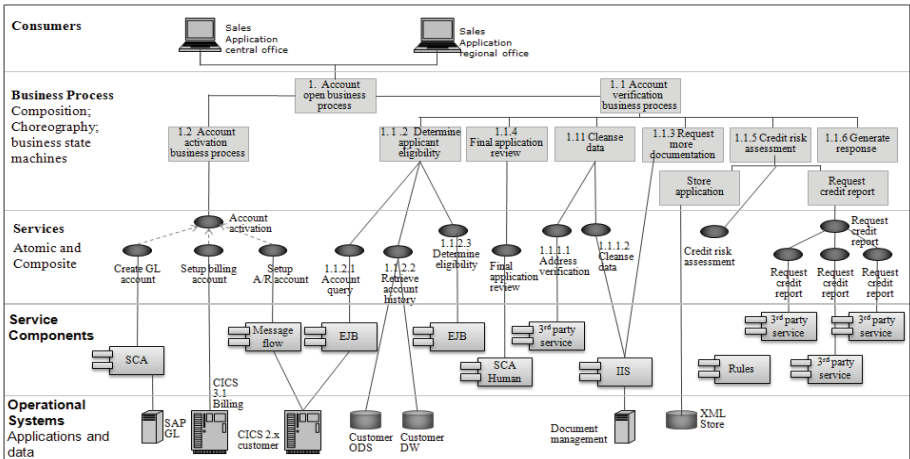 Consumers
Sales
Application
central office
Sales
Application
regional office
Business Process
Composition;
Choreography;
business state
machines
1. Account
open business
process
1. 1 Account
verification
business process
1.2 Account
activation
business process
1. 1 .2 Determine
applicant
eligibility
1.1.4
Final application
review
1.11 Cleanse
data
1.1.3 Request
more
documentation
1.1.5 Credit risk
assessment
1.1.6 Generate
response
Store
application
Request
credit report
Services
Atomic and
Composite
Account
activation
Create GL
account
Setup billing
account
Setup
A/R account
1.1.2.1
Account
query
1.1.2.2
Retrieve
account
history
1.1.2.3
Determine
eligibility
Final
application
review
1.1.1.1
Address
verification
1.1.1.2
Cleanse
data
Credit risk
assessment
Request
credit
report
Request
credit
report
Request
credit
report
Request
credit
report
Service
Components
SCA
Message
flow
EJB
EJB
SCA
Human
3rd party
service
IIS
Rules
3rd party
service
3rd party
service
3rd party
service
Operational
Systems
Applications and
data
SAP
GL
CICS
3.1
Billing
CICS 2.x
customer
Customer
ODS
Customer
DW
Document
management
XML
Store